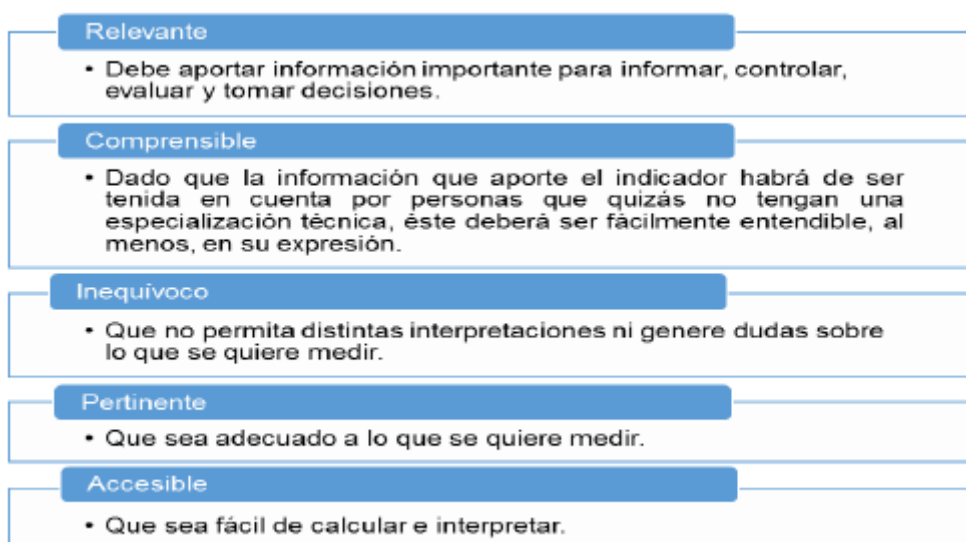 Relevante
• Debe aportar información importante para informar, controlar,
evaluar y tomar decisiones.
Comprensible
• Dado que la información que aporte el indicador habrá de ser
tenida en cuenta por personas que quizás no tengan una
especialización técnica, éste deberá ser fácilmente entendible, al
menos, en su expresión.
Inequívoco
• Que no permita distintas interpretaciones ni genere dudas sobre
lo que se quiere medir.
Pertinente
• Que sea adecuado a lo que se quiere medir.
Accesible
• Que sea fácil de calcular e interpretar.